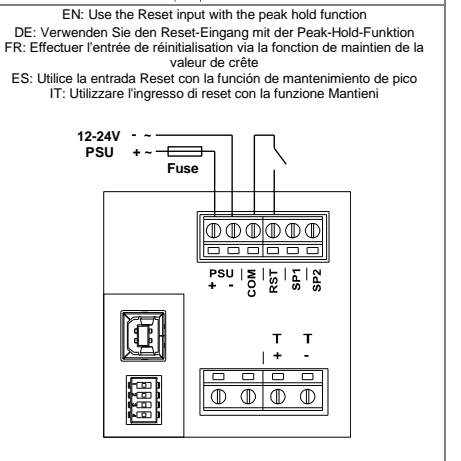 EN: Use the Reset input with the peak hold function
DE: Verwenden Sie den Reset-Eingang mit der Peak-Hold-Funktion
FR: Effectuer l'entrée de réinitialisation via la fonction de maintien de la
valeur de crête
ES: Utilice la entrada Reset con la función de mantenimiento de pico
IT: Utilizzare l'ingresso di reset con la funzione Mantieni
12-24V - ~
PSU + ~
Fuse
PSU | COM | RST | SP1 | SP2
+ -
T T
| + -